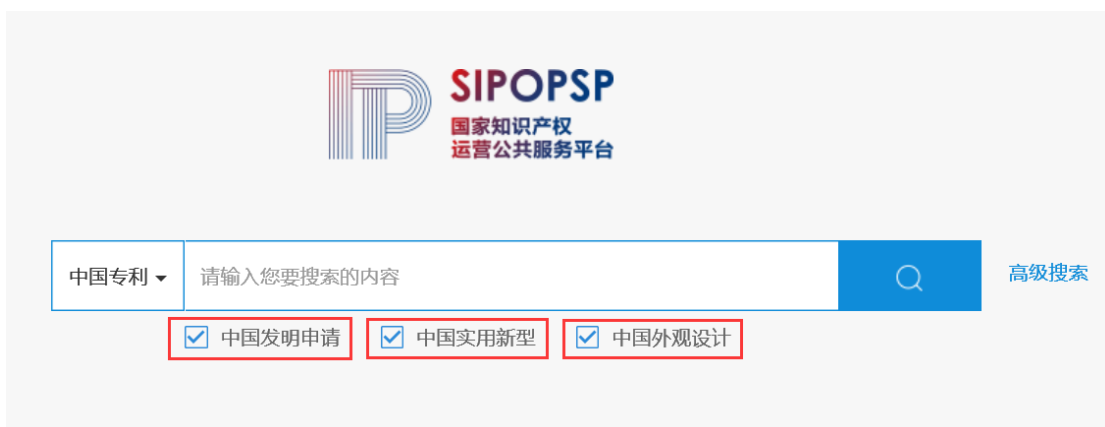 SIPOPSP
国家知识产权
运营公共服务平台
中国专利 请输入您要搜索的内容 高级搜索
中国发明申请 中国实用新型 中国外观设计